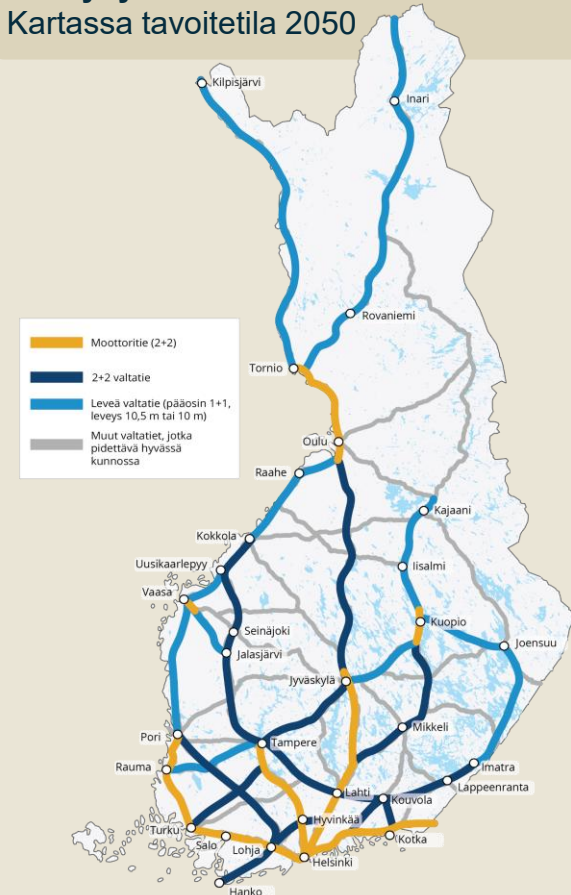 Kartassa tavoitetila 2050
Kilpisjärvi
Inari
Rovaniemi
Moottoritie (2+2)
2+2 valtatie
Leveä valtatie (pääosin 1+1,
leveys 10,5 m tai 10 m)
Muut valtatiet, jotka
pidettävä hyvässä
kunnossa
Tornio
Oulu
Raahe
Kajaani
Kokkola
Iisalmi
Uusikaarlepyy
Vaasa
Kuopio
Seinäjoki
Joensuu
Jalasjärvi
Jyväskylä
Mikkeli
Pori
Tampere
Imatra
Rauma
Lappeenranta
Lahti
Kouvola
Turku
Hyvinkää
Salo
Lohja
Kotka
Helsinki
Hanko